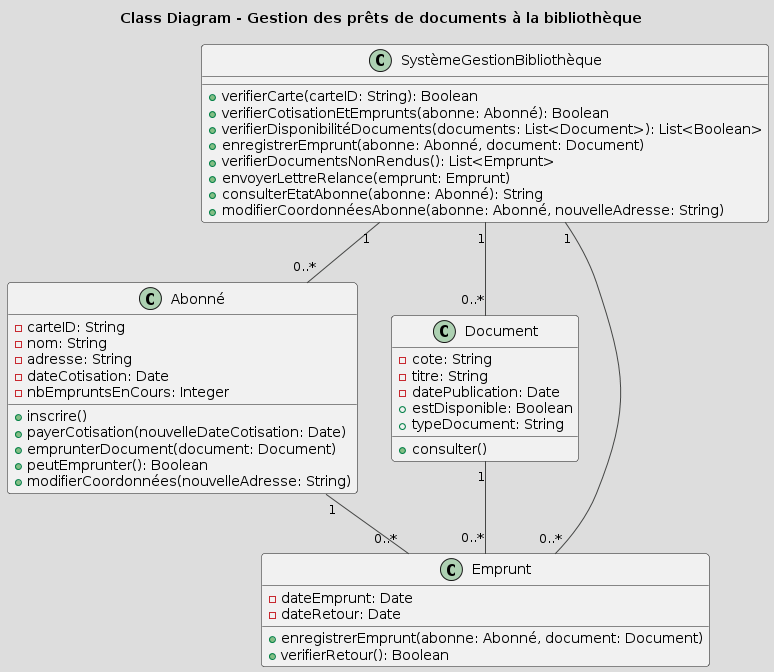 Class Diagram - Gestion des prêts de documents à la bibliothèque
C SystèmeGestionBibliothèque
verifierCarte(carteID: String): Boolean
verifierCotisationEtEmprunts(abonne: Abonné): Boolean
verifierDisponibilitéDocuments(documents: List<Document>): List<Boolean>
enregistrerEmprunt(abonne: Abonné, document: Document)
verifierDocumentsNonRendus(): List<Emprunt>
envoyerLettreRelance(emprunt: Emprunt)
consulterEtatAbonne(abonne: Abonné): String
modifierCoordonnéesAbonne(abonne: Abonné, nouvelleAdresse: String)
1 1 1
0..*
0..*
C Abonné
carteID: String
nom: String
adresse: String
dateCotisation: Date
nbEmpruntsEnCours: Integer
inscrire()
payerCotisation(nouvelleDateCotisation: Date)
emprunterDocument(document: Document)
peutEmprunter(): Boolean
modifierCoordonnées(nouvelleAdresse: String)
C Document
cote: String
titre: String
datePublication: Date
estDisponible: Boolean
typeDocument: String
consulter()
1
1
0..* 0..* 0..*
C Emprunt
dateEmprunt: Date
dateRetour: Date
enregistrerEmprunt(abonne: Abonné, document: Document)
verifierRetour(): Boolean